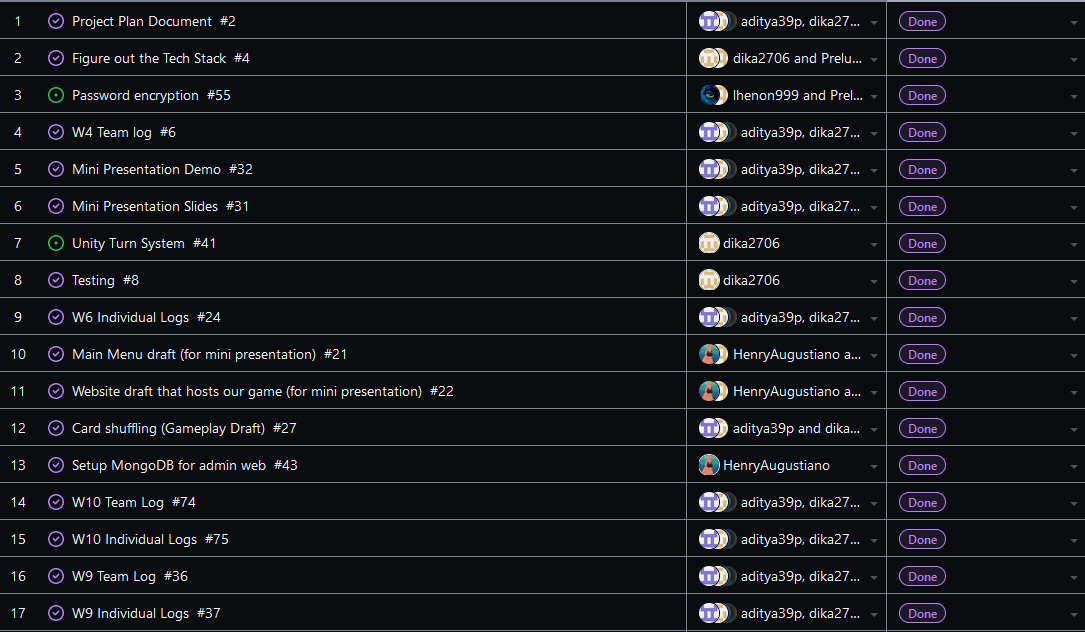 1 Project Plan Document #2 aditya39p, dika27... Done
2 Figure out the Tech Stack #4 dika2706 and Prelu... Done
3 Password encryption #55 lhenon999 and Prel... Done
4 W4 Team log #6 aditya39p, dika27... Done
5 Mini Presentation Demo #32 aditya39p, dika27... Done
6 Mini Presentation Slides #31 aditya39p, dika27... Done
7 Unity Turn System #41 dika2706 Done
8 Testing #8 dika2706 Done
9 W6 Individual Logs #24 aditya39p, dika27... Done
10 Main Menu draft (for mini presentation) #21 HenryAugustiano a... Done
11 Website draft that hosts our game (for mini presentation) #22 HenryAugustiano a... Done
12 Card shuffling (Gameplay Draft) #27 aditya39p and dika... Done
13 Setup MongoDB for admin web #43 HenryAugustiano Done
14 W10 Team Log #74 aditya39p, dika27... Done
15 W10 Individual Logs #75 aditya39p, dika27... Done
16 W9 Team Log #36 aditya39p, dika27... Done
17 W9 Individual Logs #37 aditya39p, dika27... Done